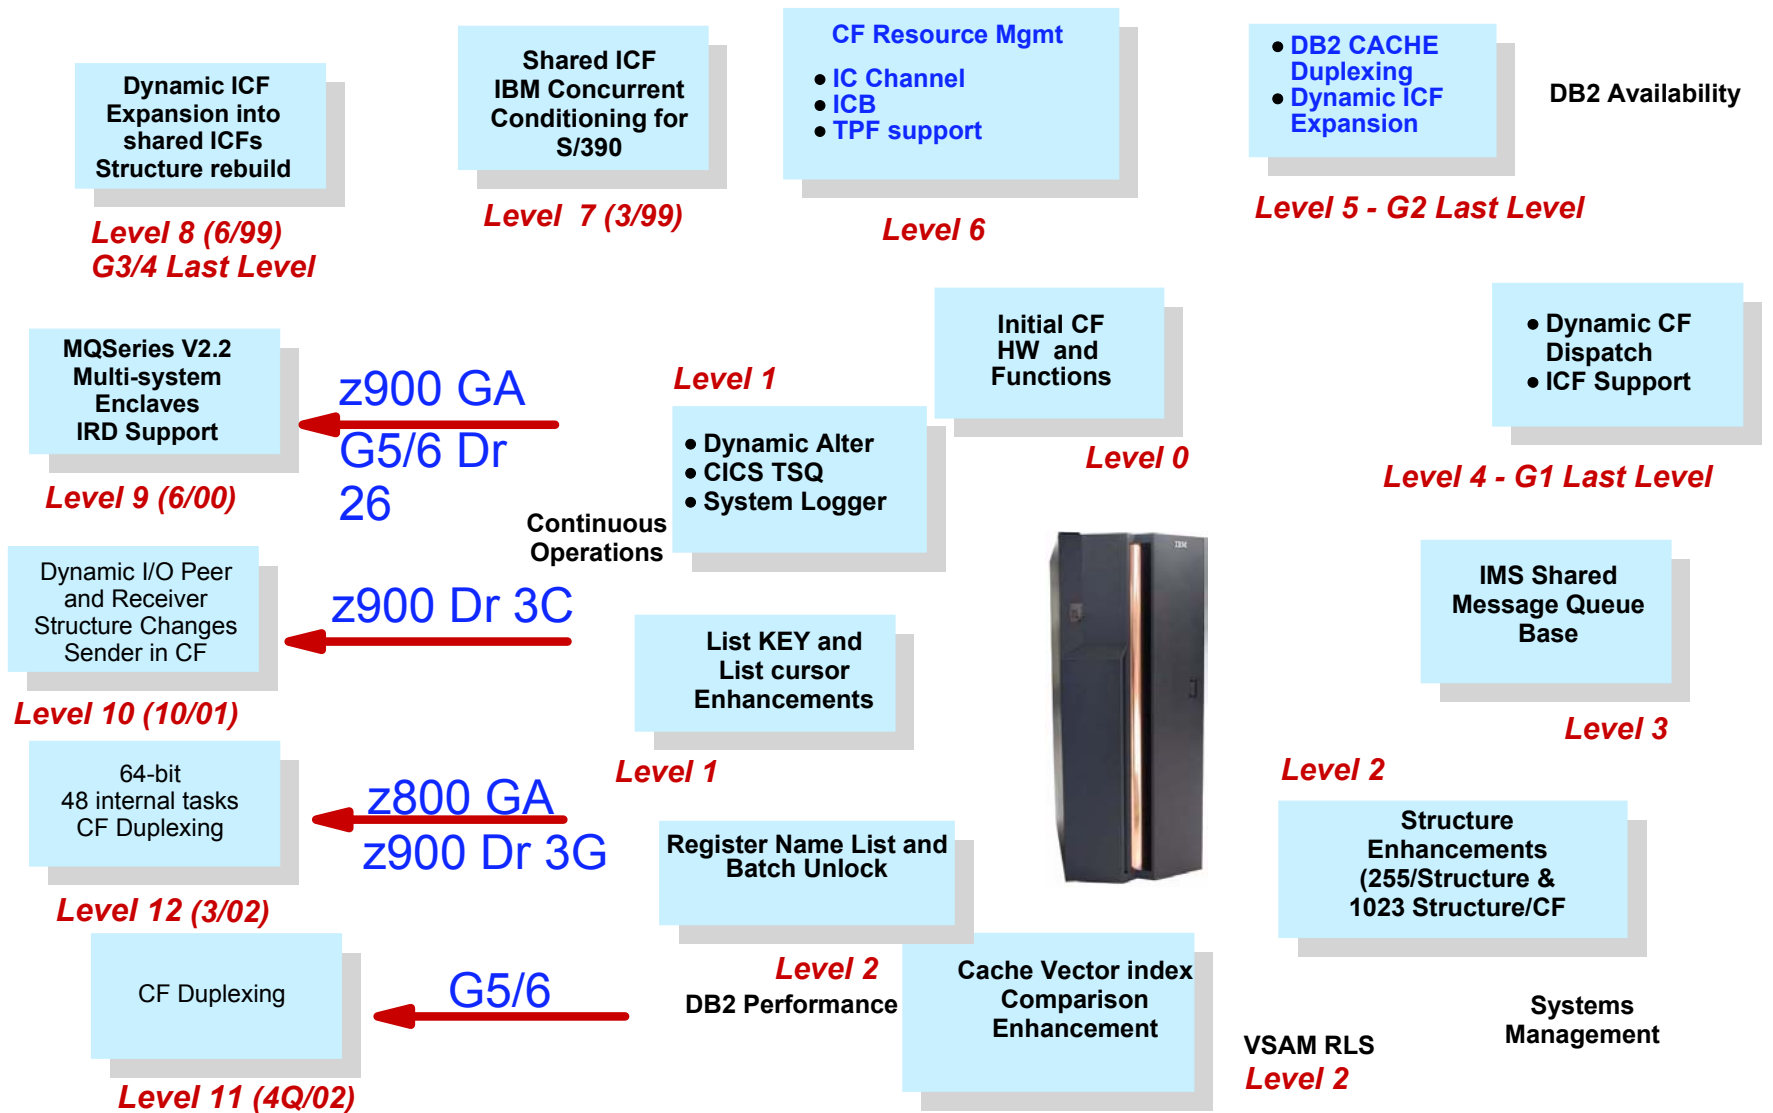 Dynamic ICF
Expansion into
shared ICFs
Structure rebuild
Level 8 (6/99)
G3/4 Last Level
Shared ICF
IBM Concurrent
Conditioning for
S/390
Level 7 (3/99)
CF Resource Mgmt
● IC Channel
● ICB
● TPF support
Level 6
● DB2 CACHE
Duplexing
● Dynamic ICF
Expansion
DB2 Availability
Level 5 - G2 Last Level
MQSeries V2.2
Multi-system
Enclaves
IRD Support
Level 9 (6/00)
z900 GA
G5/6 Dr
26
Level 1
● Dynamic Alter
● CICS TSQ
● System Logger
Continuous
Operations
Initial CF
HW and
Functions
Level 0
● Dynamic CF
Dispatch
● ICF Support
Level 4 - G1 Last Level
Dynamic I/O Peer
and Receiver
Structure Changes
Sender in CF
Level 10 (10/01)
z900 Dr 3C
List KEY and
List cursor
Enhancements
Level 1
IBM
IMS Shared
Message Queue
Base
Level 3
64-bit
48 internal tasks
CF Duplexing
Level 12 (3/02)
z800 GA
z900 Dr 3G
Register Name List and
Batch Unlock
Level 2
DB2 Performance
Level 2
Structure
Enhancements
(255/Structure &
1023 Structure/CF
Systems
Management
CF Duplexing
Level 11 (4Q/02)
G5/6
Cache Vector index
Comparison
Enhancement
VSAM RLS
Level 2